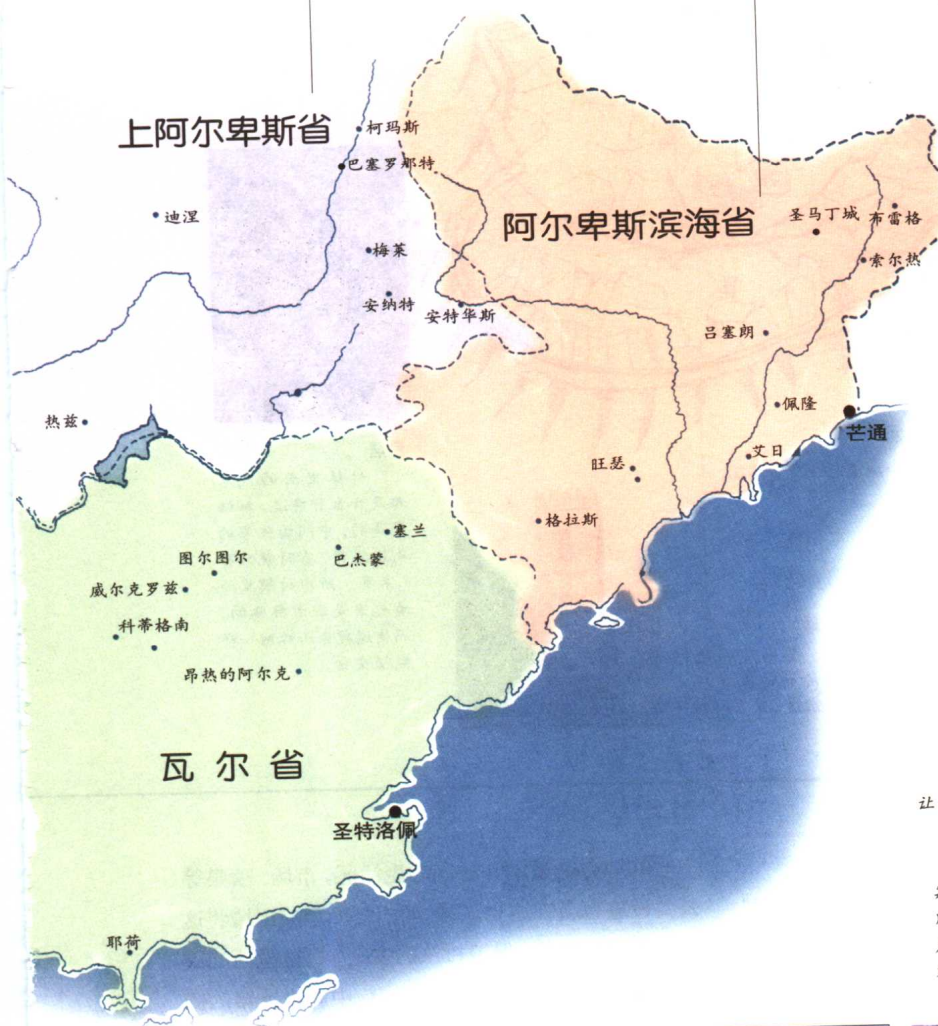 上阿尔卑斯省
柯玛斯
巴塞罗那特
迪涅
阿尔卑斯滨海省
圣马丁城
布雷格
梅莱
索尔热
安纳特
安特华斯
吕塞朗
热兹
佩隆
芒通
艾日
旺瑟
格拉斯
塞兰
巴杰蒙
图尔图尔
威尔克罗兹
科蒂格南
昂热的阿尔克
瓦尔省
让
圣特洛佩
耶荷